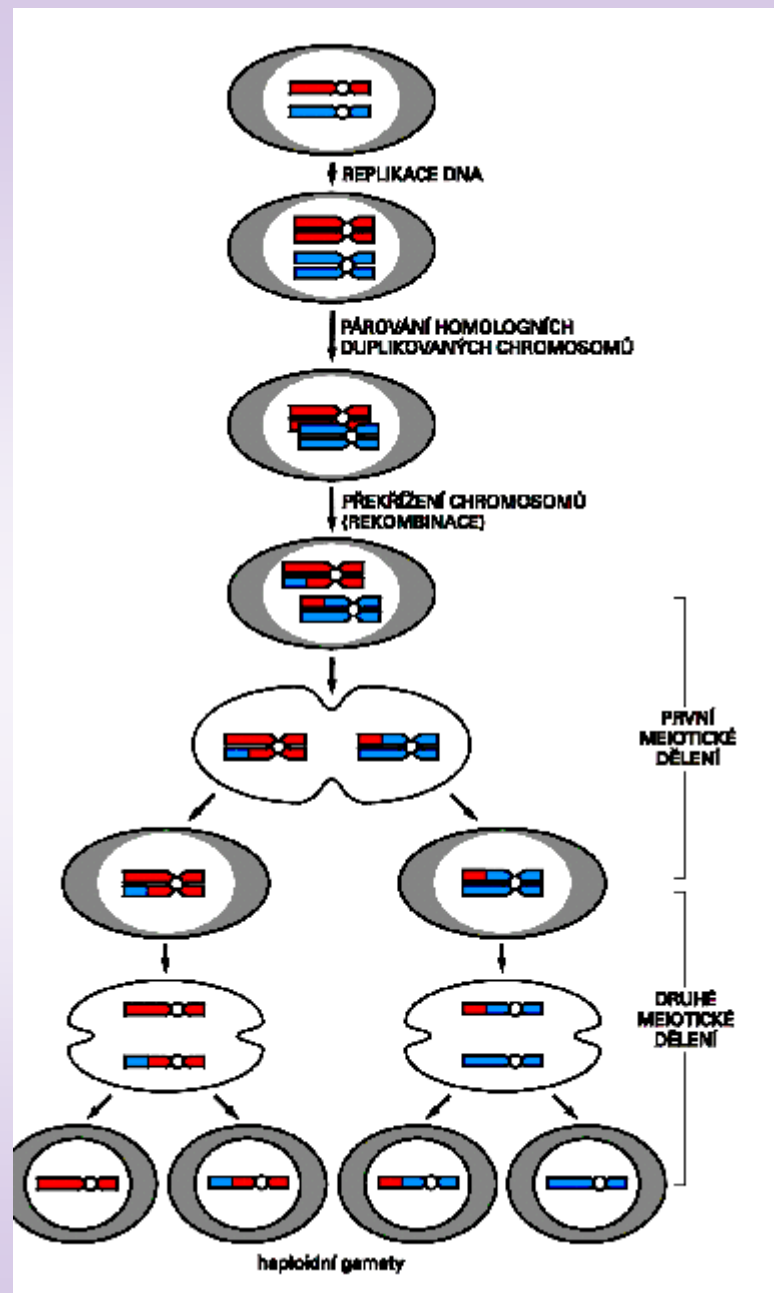 REPLIKACE DNA
PÁROVÁNÍ HOMOLOGNÍCH
DUPLIKOVANÝCH CHROMOSOMŮ
PŘEKŘÍŽENÍ CHROMOSOMŮ
(REKOMBINACE)
PRVNÍ
MEIOTICKÉ
DĚLENÍ
DRUHÉ
MEIOTICKÉ
DĚLENÍ
haploidní gamety